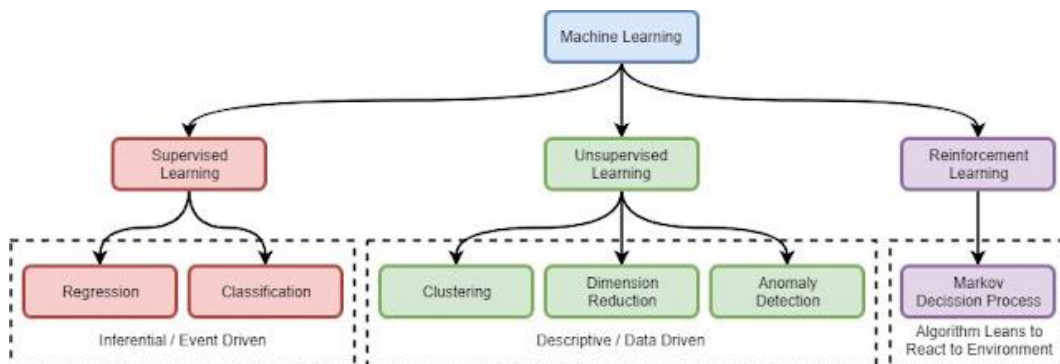 Machine Learning
Supervised
Learning
Unsupervised
Learning
Reinforcement
Learning
Regression
Classification
Clustering
Dimension
Reduction
Anomaly
Detection
Markov
Decission Process
Inferential / Event Driven
Descriptive / Data Driven
Algorithm Leans to
React to Environment